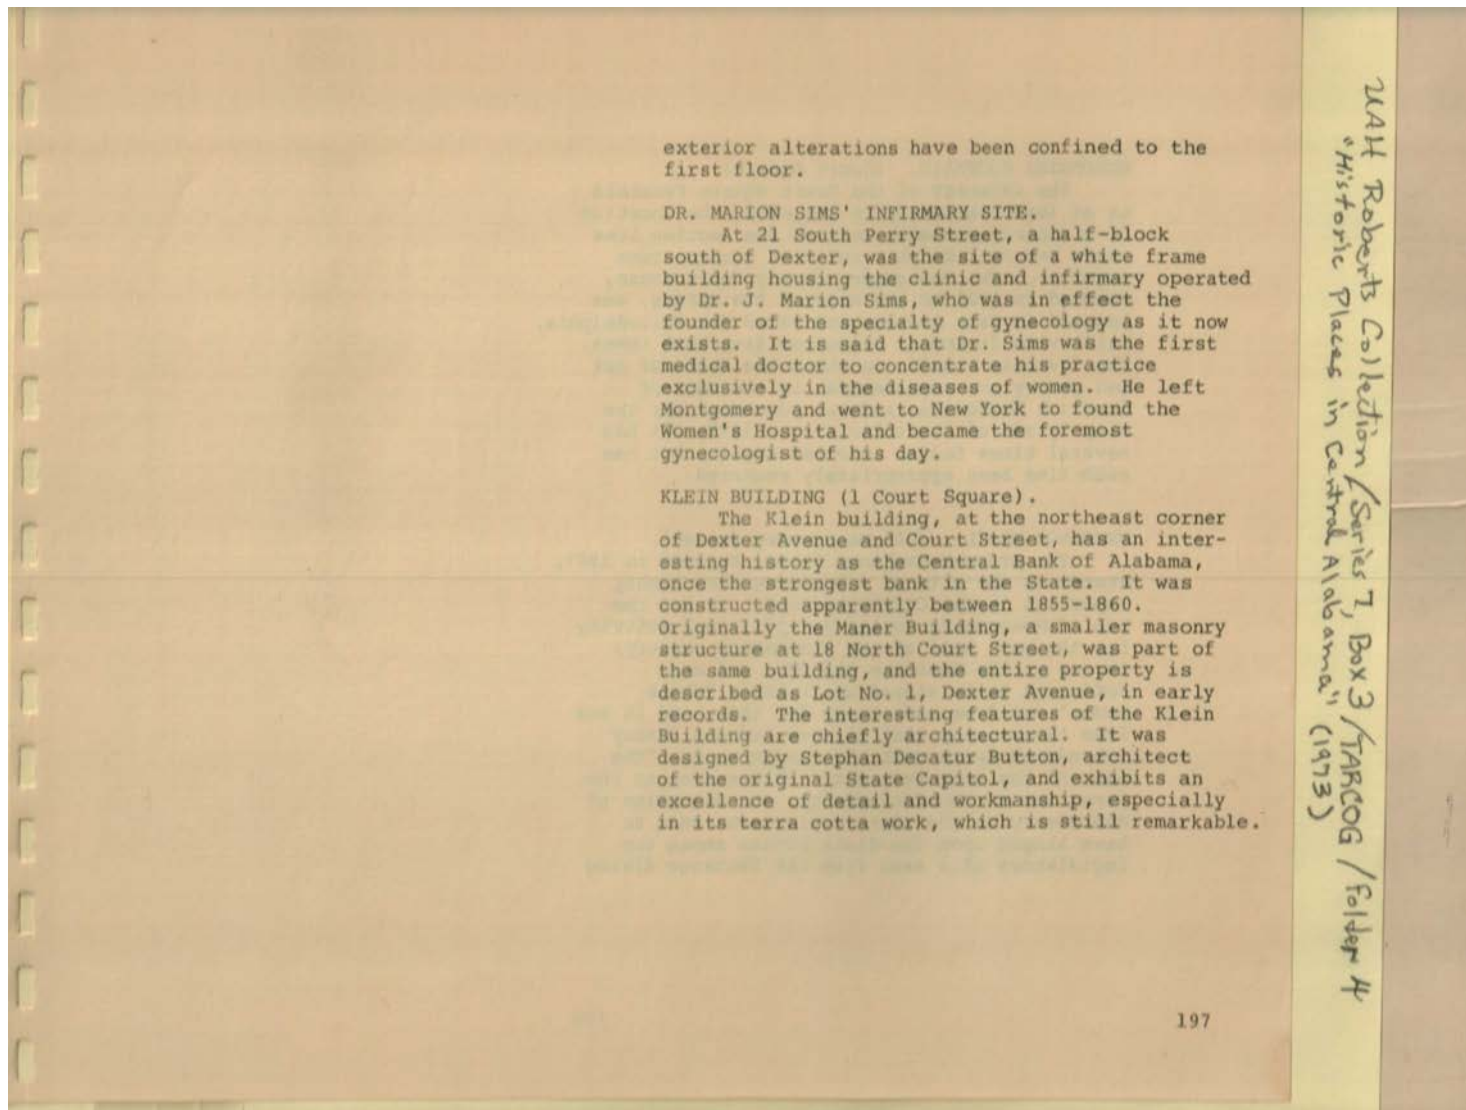 exterior alterations have been confined to the
first floor.
DR. MARION SIMS' INFIRMARY SITE.
At 21 South Perry Street, a half-block
south of Dexter, was the site of a white frame
building housing the clinic and infirmary operated
by Dr. J. Marion Sims, who was in effect the
founder of the specialty of gynecology as it now
exists. It is said that Dr. Sims was the first
medical doctor to concentrate his practice
exclusively in the diseases of women. He left
Montgomery and went to New York to found the
Women's Hospital and became the foremost
gynecologist of his day.
KLEIN BUILDING (1 Court Square).
The Klein building, at the northeast corner
of Dexter Avenue and Court Street, has an inter-
esting history as the Central Bank of Alabama,
once the strongest bank in the State. It was
constructed apparently between 1855-1860.
Originally the Maner Building, a smaller masonry
structure at 18 North Court Street, was part of
the same building, and the entire property is
described as Lot No. 1, Dexter Avenue, in early
records. The interesting features of the Klein
Building are chiefly architectural. It was
designed by Stephan Decatur Button, architect
of the original State Capitol, and exhibits an
excellence of detail and workmanship, especially
in its terra cotta work, which is still remarkable.
197
UAH Roberts Collection/Series 7, Box 3/TARCOG/folder 4
"Historic Places in Central Alabama" (1973)